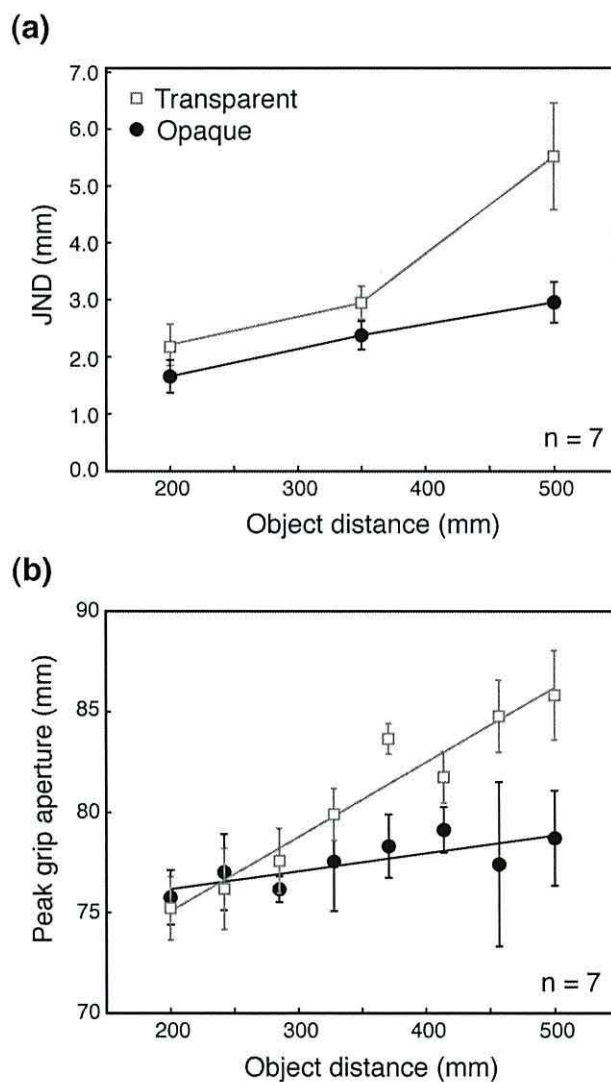 (a)
7.0
6.0
5.0
4.0
3.0
2.0
1.0
0.0
JND (mm)
Transparent
Opaque
n = 7
200
300
400
500
Object distance (mm)
(b)
90
85
80
75
70
Peak grip aperture (mm)
n = 7
200
300
400
500
Object distance (mm)